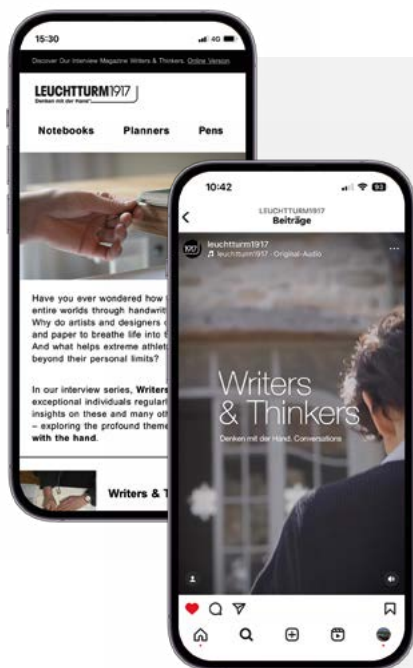 15:30
4G
Discover Our Interview Magazine Writers & Thinkers. Online Version
LEUCHTTURM1917
Denken mit der Hand
Notebooks Planners Pens
Have you ever wondered how
entire worlds through handwrit
Why do artists and designers
and paper to breathe life into
And what helps extreme athlet
beyond their personal limits?
In our interview series, Writers
exceptional individuals regular
insights on these and many oth
– exploring the profound theme
with the hand.
Writers & T
10:42
93
LEUCHTTURM1917
Beiträge
1917
leuchtturm1917
leuchtturm1917 · Original-Audio
Writers
& Thinkers
Denken mit der Hand. Conversations